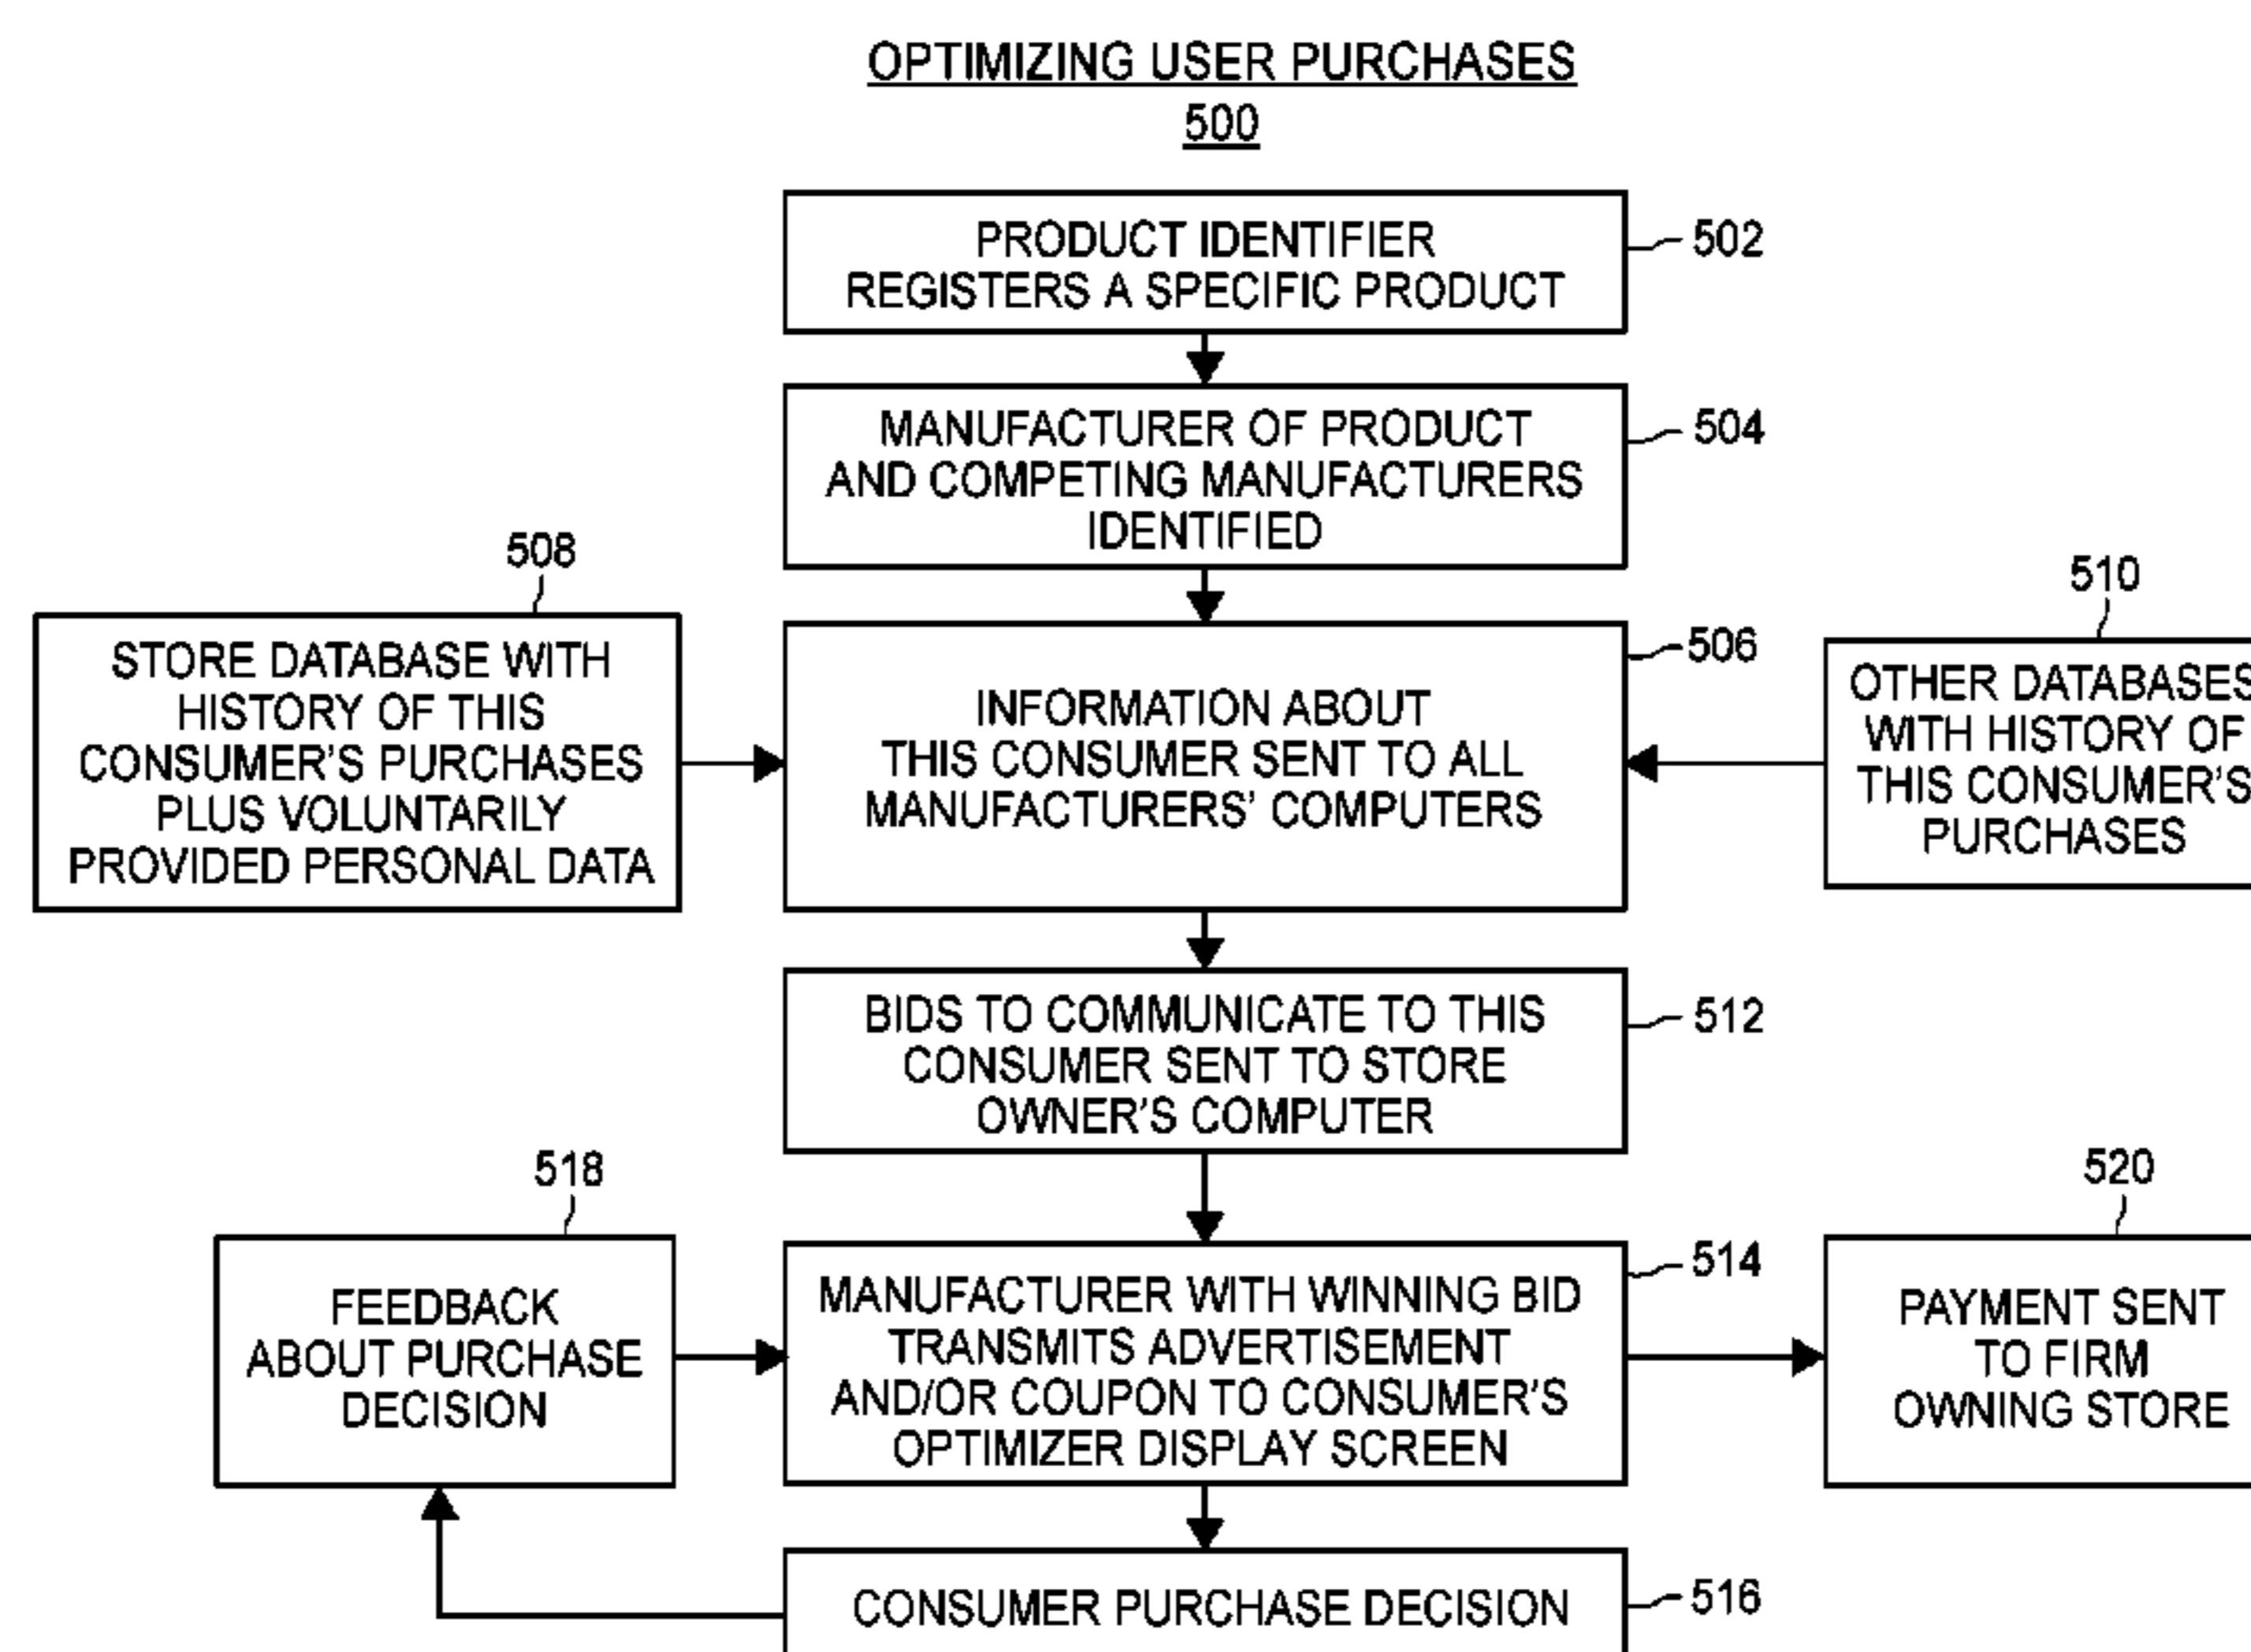 OPTIMIZING USER PURCHASES
500
PRODUCT IDENTIFIER
REGISTERS A SPECIFIC PRODUCT
502
MANUFACTURER OF PRODUCT
AND COMPETING MANUFACTURERS
IDENTIFIED
504
508
STORE DATABASE WITH
HISTORY OF THIS
CONSUMER'S PURCHASES
PLUS VOLUNTARILY
PROVIDED PERSONAL DATA
INFORMATION ABOUT
THIS CONSUMER SENT TO ALL
MANUFACTURERS' COMPUTERS
506
510
OTHER DATABASES
WITH HISTORY OF
THIS CONSUMER'S
PURCHASES
BIDS TO COMMUNICATE TO THIS
CONSUMER SENT TO STORE
OWNER'S COMPUTER
512
518
FEEDBACK
ABOUT PURCHASE
DECISION
MANUFACTURER WITH WINNING BID
TRANSMITS ADVERTISEMENT
AND/OR COUPON TO CONSUMER'S
OPTIMIZER DISPLAY SCREEN
514
520
PAYMENT SENT
TO FIRM
OWNING STORE
CONSUMER PURCHASE DECISION
516